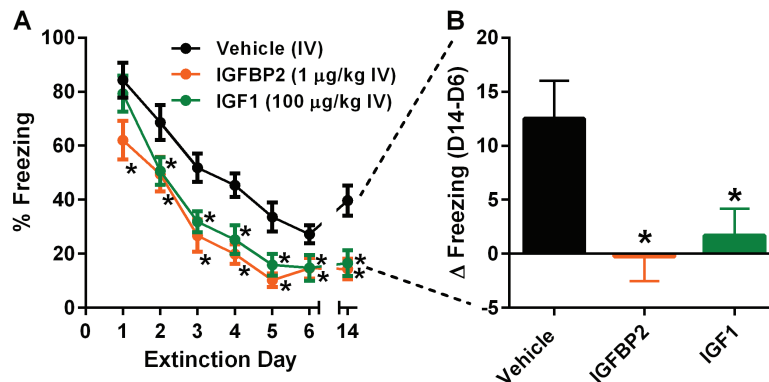 A
Vehicle (IV)
IGFBP2 (1 μg/kg IV)
IGF1 (100 μg/kg IV)
% Freezing
100
80
60
40
20
0
0 1 2 3 4 5 6 14
Extinction Day
* * * * * * * * * * * * *
B
Δ Freezing (D14-D6)
20
15
10
5
0
-5
* *
Vehicle
IGFBP2
IGF1